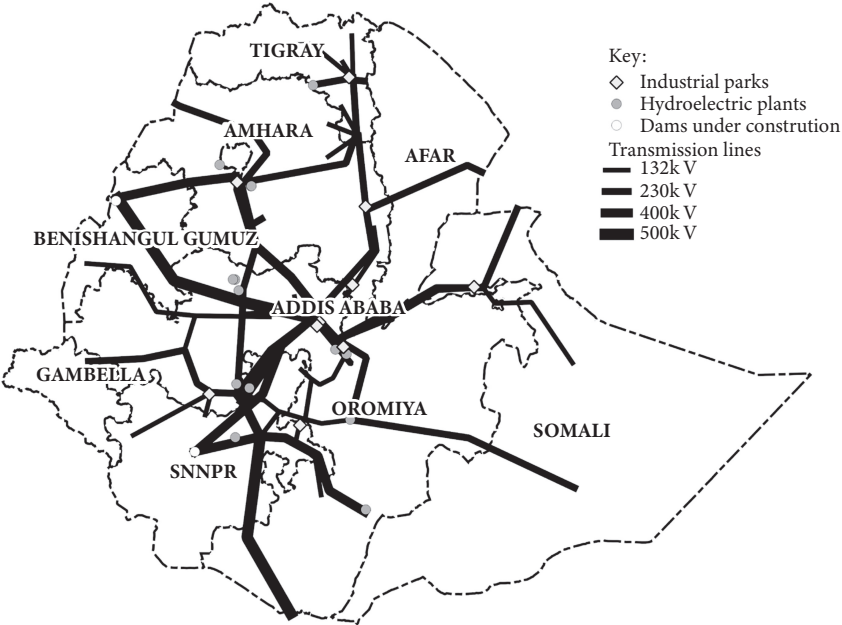 TIGRAY
Key:
Industrial parks
Hydroelectric plants
Dams under constrution
Transmission lines
132k V
230k V
400k V
500k V
AMHARA
AFAR
BENISHANGUL GUMUZ
ADDIS ABABA
GAMBELLA
OROMIYA
SOMALI
SNNPR